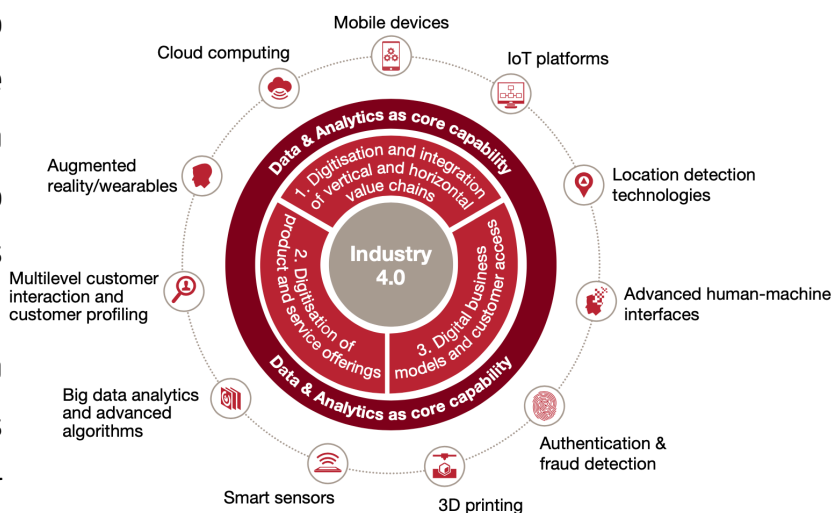 Mobile devices
Cloud computing
IoT platforms
Augmented
reality/wearables
Location detection
technologies
Multilevel customer
interaction and
customer profiling
Advanced human-machine
interfaces
Big data analytics
and advanced
algorithms
Authentication &
fraud detection
Smart sensors
3D printing
Data & Analytics as core capability
1. Digitisation and integration
of vertical and horizontal
value chains
2. Digitisation of
product and service offerings
3. Digital business
models and customer access
Industry
4.0
Data & Analytics as core capability